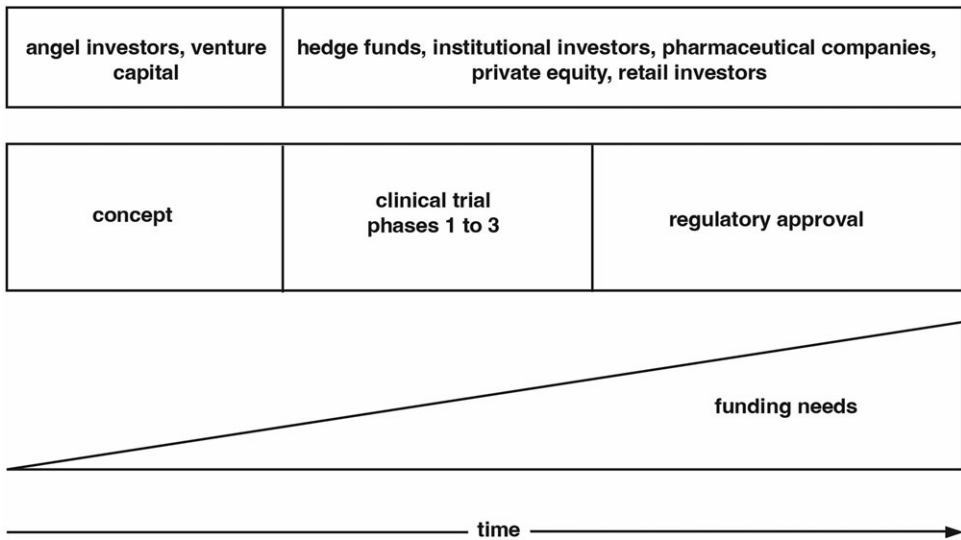 angel investors, venture
capital
hedge funds, institutional investors, pharmaceutical companies,
private equity, retail investors
concept
clinical trial
phases 1 to 3
regulatory approval
funding needs
time